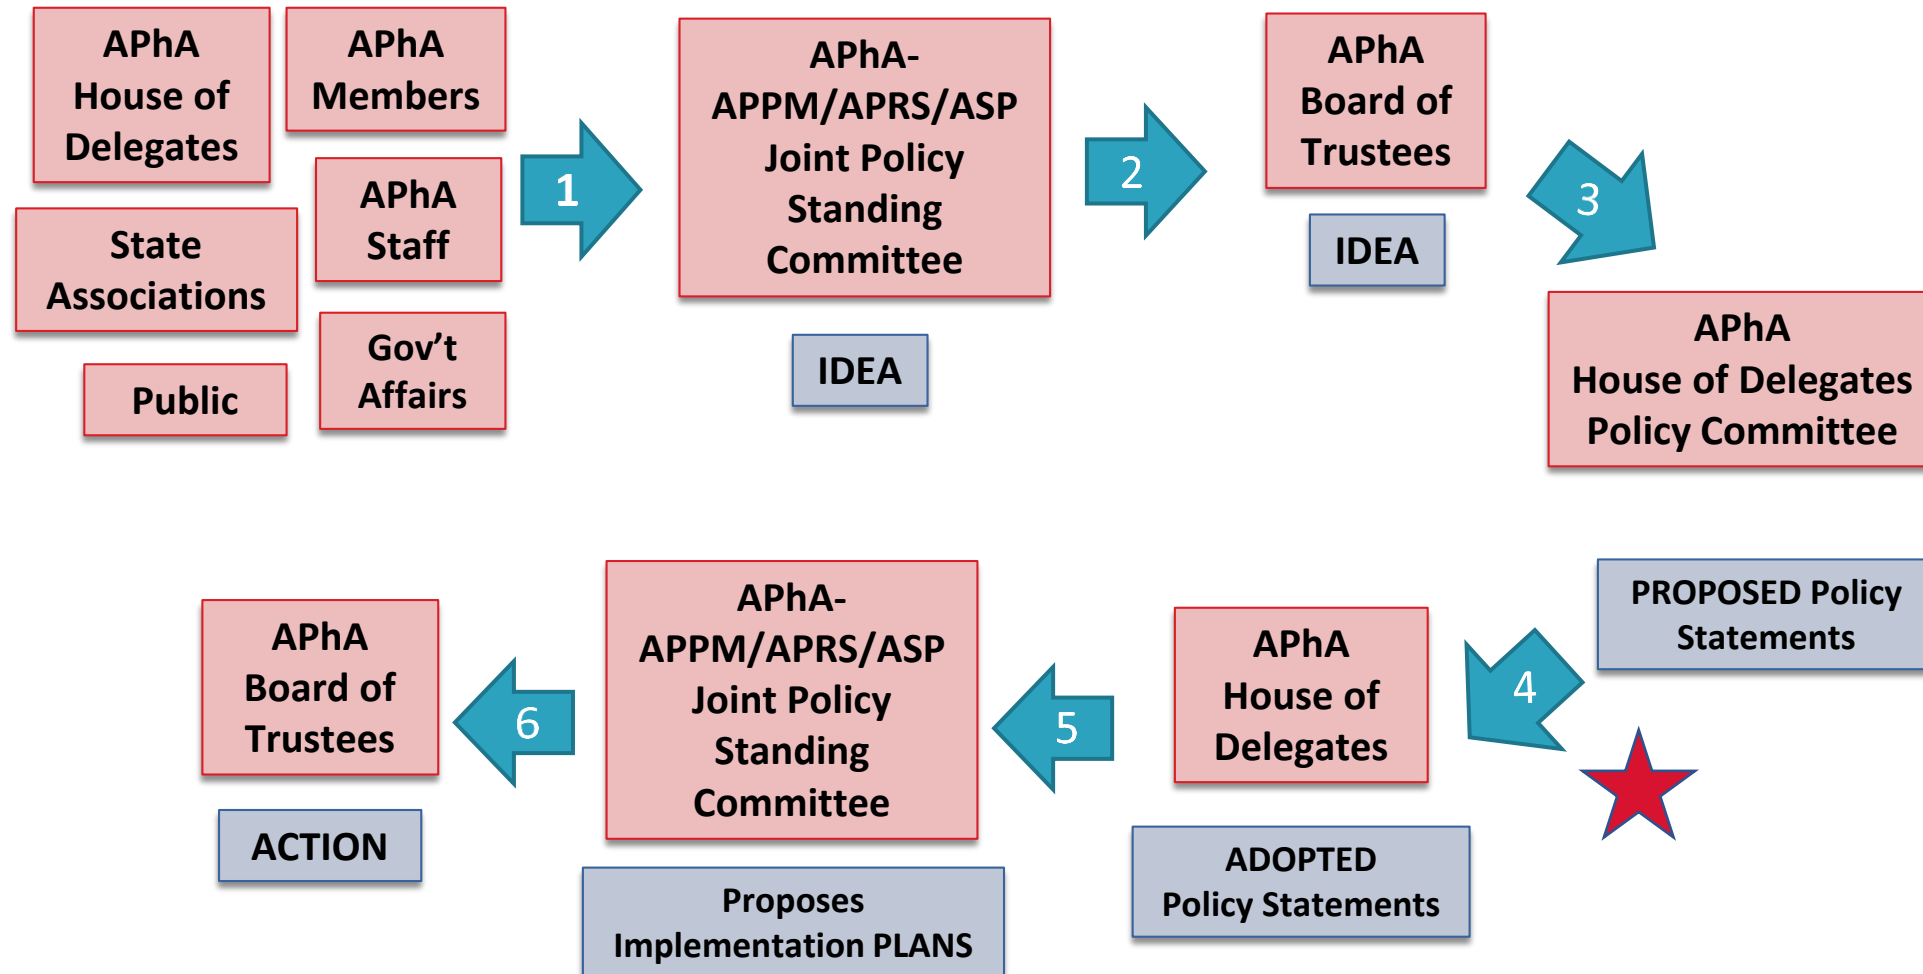 APhA
House of
Delegates
APhA
Members
State
Associations
APhA
Staff
Public
Gov't
Affairs
1
APhA-
APPM/APRS/ASP
Joint Policy
Standing
Committee
IDEA
2
APhA
Board of
Trustees
IDEA
3
APhA
House of Delegates
Policy Committee
PROPOSED Policy
Statements
4
APhA
House of
Delegates
ADOPTED
Policy Statements
5
APhA-
APPM/APRS/ASP
Joint Policy
Standing
Committee
Proposes
Implementation PLANS
6
APhA
Board of
Trustees
ACTION